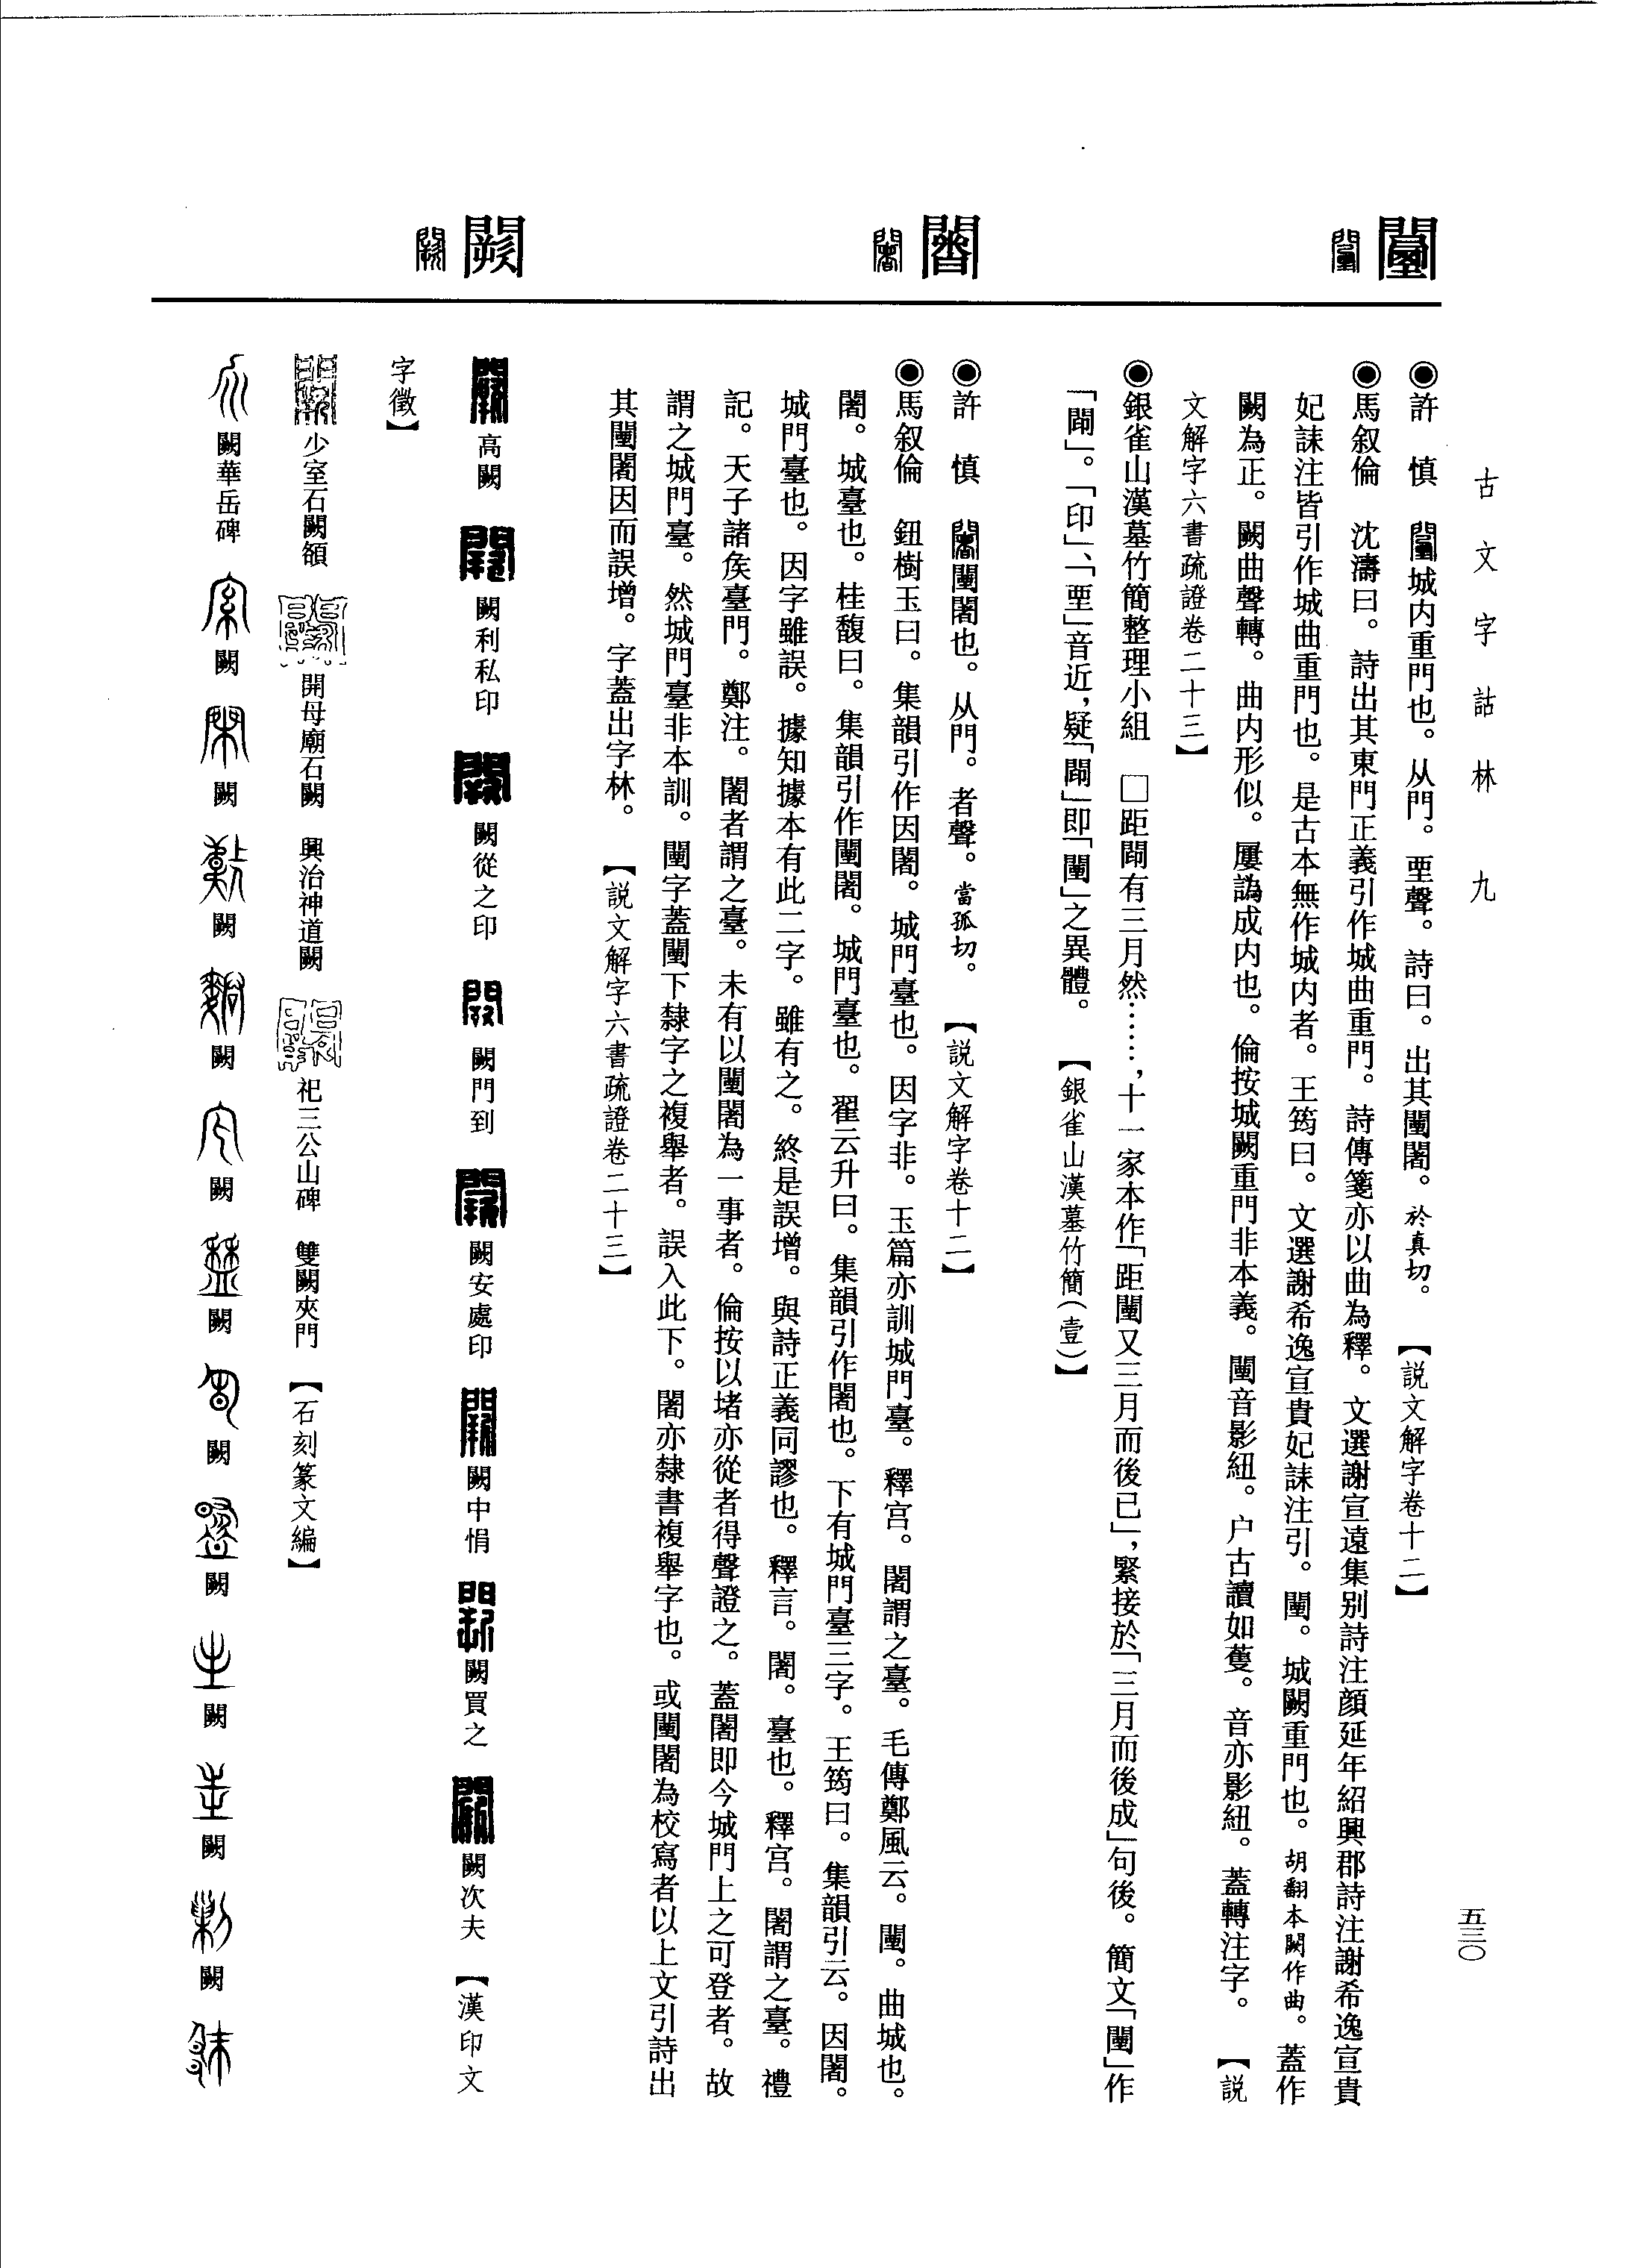 古文字詁林　九
五三〇
闉
◉許　慎　城内重門也。从門。垔聲。詩曰。出其闉闍。於真切。【説文解字卷十二】
◉馬叙倫　沈濤曰。詩出其東門正義引作城曲重門。詩傳箋亦以曲為釋。文選謝宣遠集别詩注顔延年紹興郡詩注謝希逸宣貴
妃誄注皆引作城曲重門也。是古本無作城内者。王筠曰。文選謝希逸宣貴妃誄注引。闉。城闕重門也。胡翻本闕作曲。蓋作
闕為正。闕曲聲轉。曲内形似。屢譌成内也。倫按城闕重門非本義。闉音影紐。户古讀如蒦。音亦影紐。蓋轉注字。【説
文解字六書疏證卷二十三】
◉銀雀山漢墓竹簡整理小組　□距闉有三月然……，十一家本作「距闉又三月而後已」，緊接於「三月而後成」句後。簡文「闉」作
「䦕」。「印」、「垔」音近，疑「䦕」即「闉」之異體。【銀雀山漢墓竹簡(壹)】
闍
◉許　慎　闉闍也。从門。者聲。當孤切。【説文解字卷十二】
◉馬叙倫　鈕樹玉曰。集韻引作因闍。城門臺也。因字非。玉篇亦訓城門臺。釋宫。闍謂之臺。毛傳鄭風云。闉。曲城也。
闍。城臺也。桂馥曰。集韻引作闉闍。城門臺也。翟云升曰。集韻引作闍也。下有城門臺三字。王筠曰。集韻引云。因闍。
城門臺也。因字雖誤。據知據本有此二字。雖有之。終是誤增。與詩正義同謬也。釋言。闍。臺也。釋宫。闍謂之臺。禮
記。天子諸矦臺門。鄭注。闍者謂之臺。未有以闉闍為一事者。倫按以堵亦從者得聲證之。蓋闍即今城門上之可登者。故
謂之城門臺。然城門臺非本訓。闉字蓋闉下隸字之複舉者。誤入此下。闍亦隸書複舉字也。或闉闍為校寫者以上文引詩出
其闉闍因而誤增。字蓋出字林。【説文解字六書疏證卷二十三】
闕
高闕　闕利私印　闕從之印　闕門到　闕安處印　闕中悁　闕買之　闕次夫　【漢印文
字徵】
少室石闕額　開母廟石闕　興治神道闕　祀三公山碑　雙闕夾門　【石刻篆文編】
闕華岳碑　闕　闕　闕　闕　闕　闕　闕　闕　闕　闕　闕